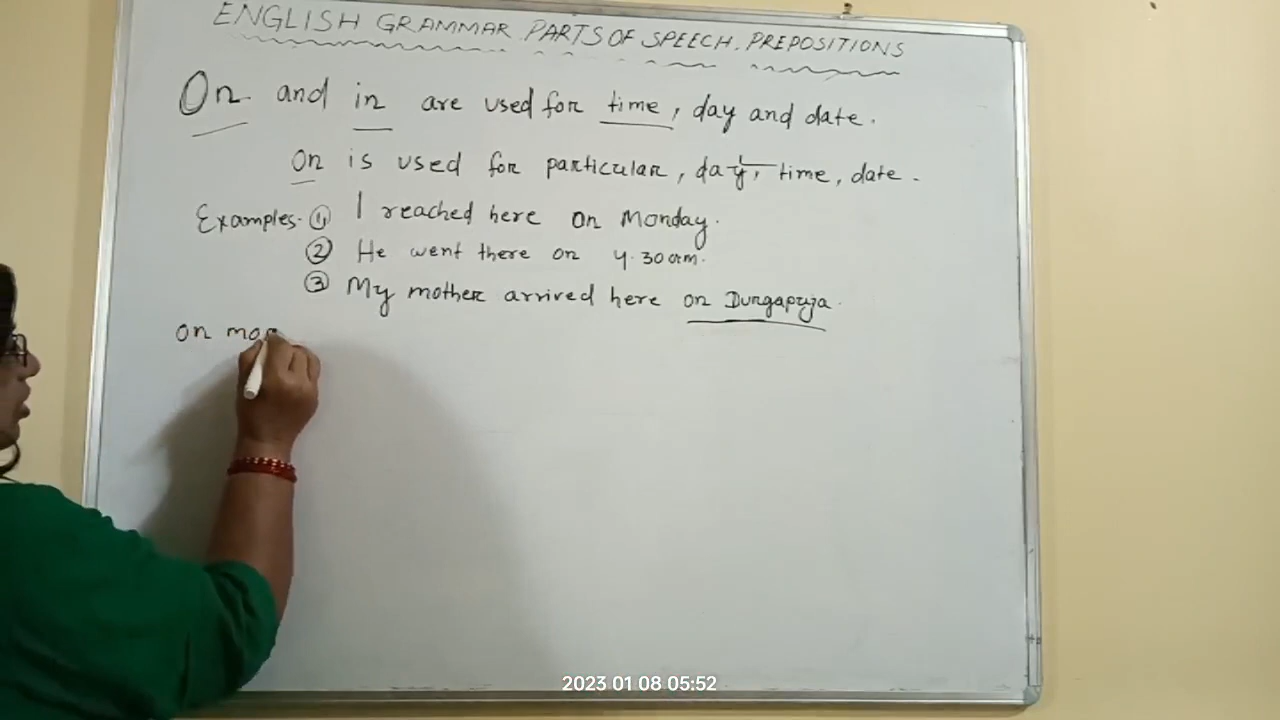 ENGLISH GRAMMAR PARTS OF SPEECH. PREPOSITIONS
On and in are used for time, day and date.
On is used for particular, day, time, date.
Examples. ① I reached here on Monday.
② He went there on 4.30 am.
③ My mother arrived here on Durgapuja.
On mo
2023 01 08 05:52